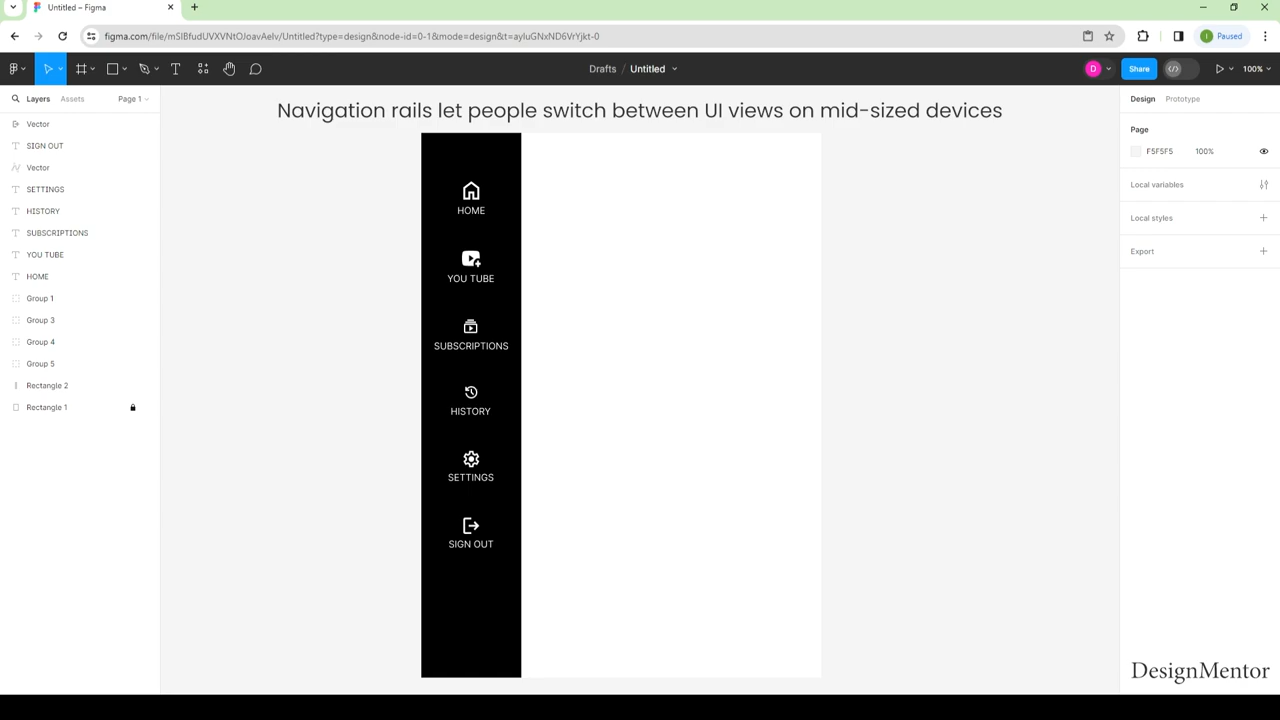 Untitled – Figma
figma.com/file/mSIBfudUVXVNtOJoavAelv/Untitled?type=design&node-id=0-1&mode=design&t=ayluGNxND6VrYjkt-0
Paused
Drafts / Untitled
D
Share
100%
Layers
Assets
Page 1
Vector
SIGN OUT
Vector
SETTINGS
HISTORY
SUBSCRIPTIONS
YOU TUBE
HOME
Group 1
Group 3
Group 4
Group 5
Rectangle 2
Rectangle 1
Navigation rails let people switch between UI views on mid-sized devices
HOME
YOU TUBE
SUBSCRIPTIONS
HISTORY
SETTINGS
SIGN OUT
Design
Prototype
Page
F5F5F5 100%
Local variables
Local styles
Export
DesignMentor